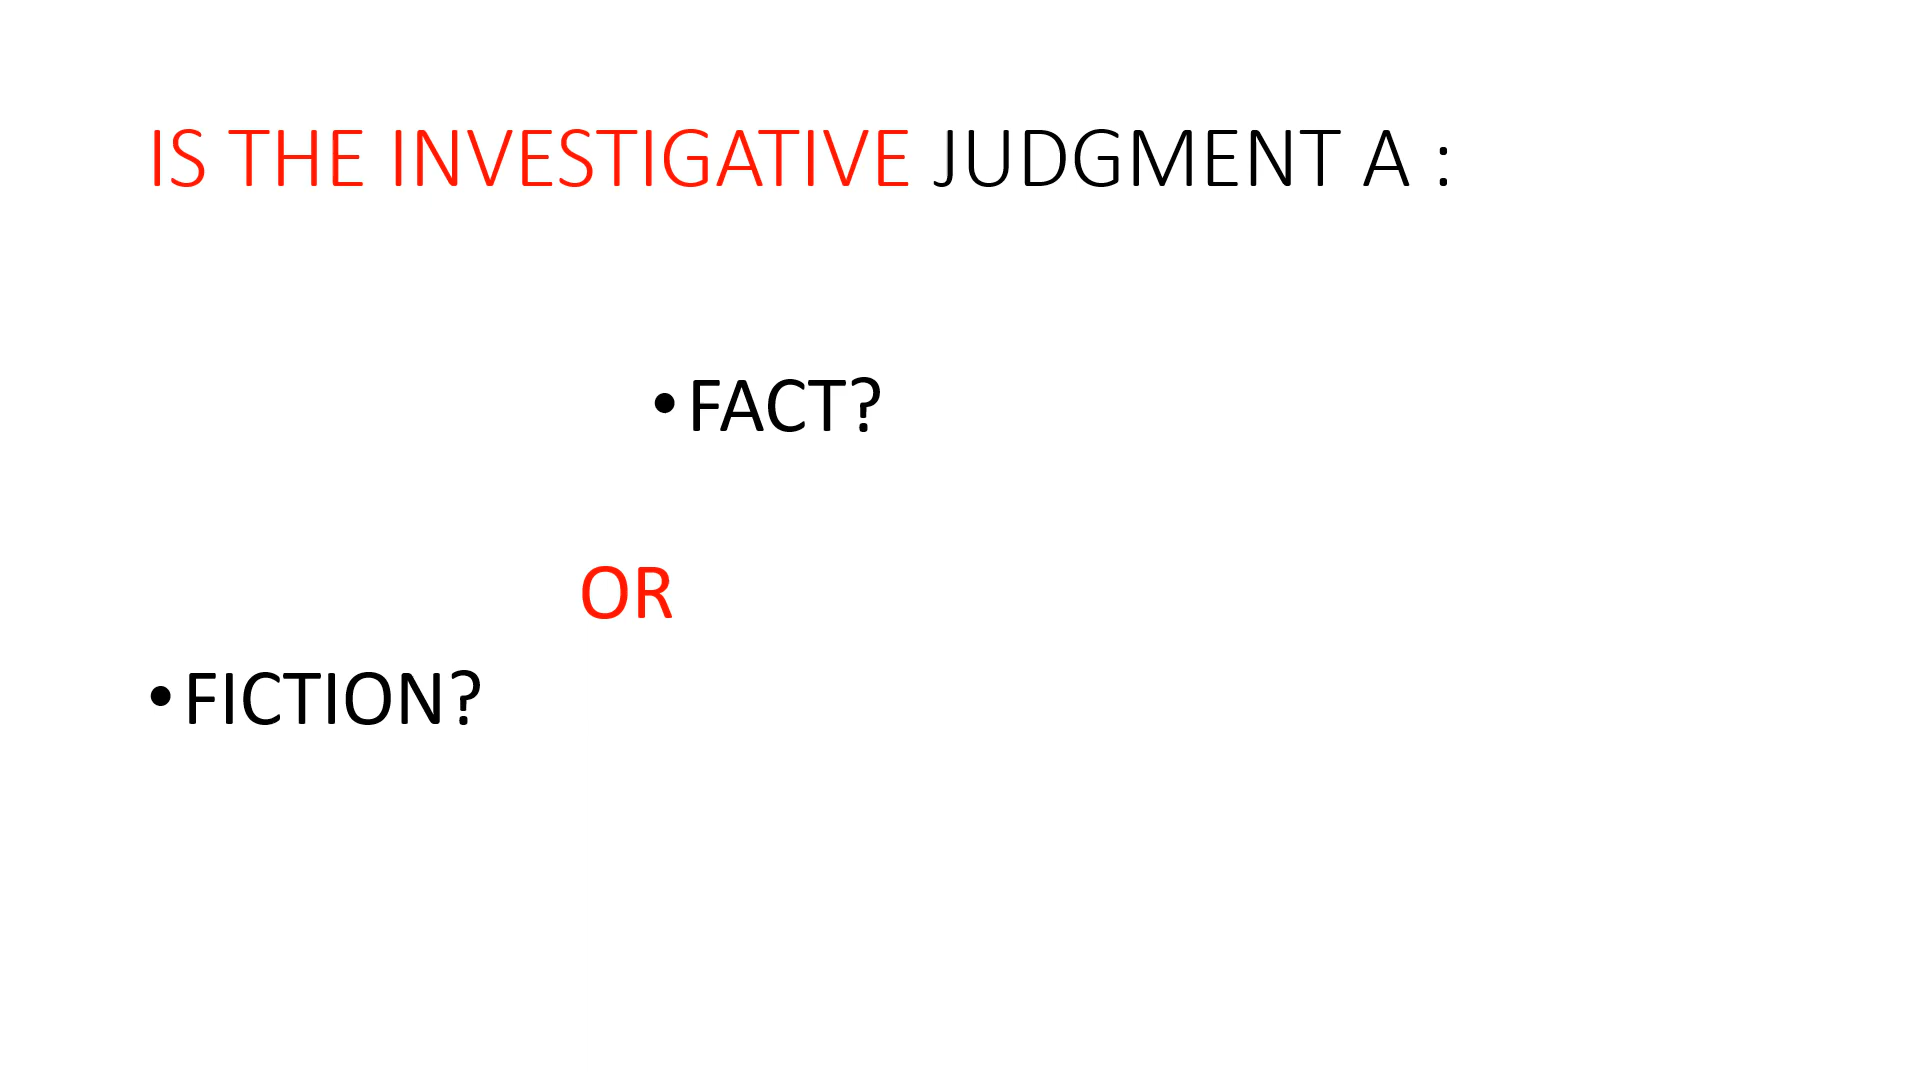 IS THE INVESTIGATIVE JUDGMENT A :
•FACT?
OR
•FICTION?